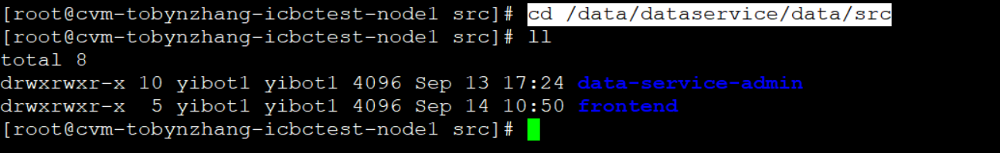 [root@cvm-tobynzhang-icbctest-node1 src]# cd /data/dataservice/data/src
[root@cvm-tobynzhang-icbctest-node1 src]# ll
total 8
drwxrwxr-x 10 yibot1 yibot1 4096 Sep 13 17:24 data-service-admin
drwxrwxr-x  5 yibot1 yibot1 4096 Sep 14 10:50 frontend
[root@cvm-tobynzhang-icbctest-node1 src]#